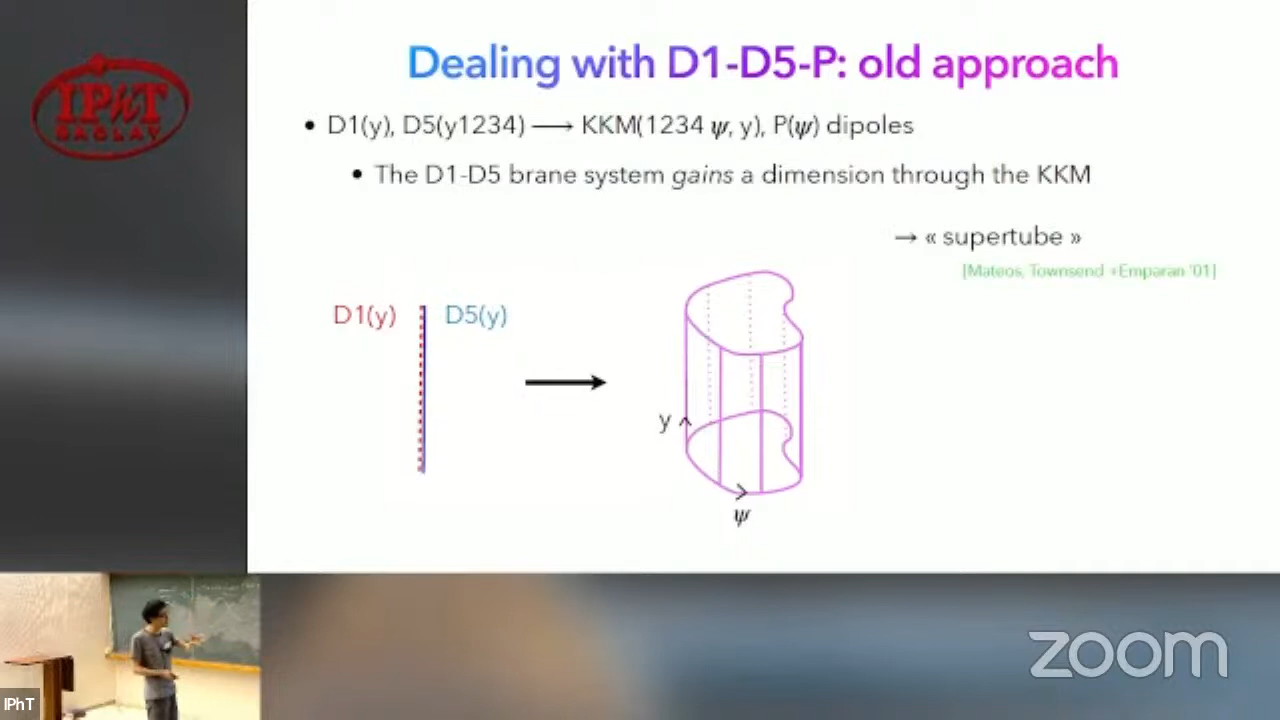 IPhT
SACLAY
Dealing with D1-D5-P: old approach
• D1(y), D5(y1234) ⟶ KKM(1234 ψ, y), P(ψ) dipoles
• The D1-D5 brane system gains a dimension through the KKM
→ « supertube »
[Mateos, Townsend +Emparan '01]
D1(y) D5(y)
y
ψ
zoom
IPhT